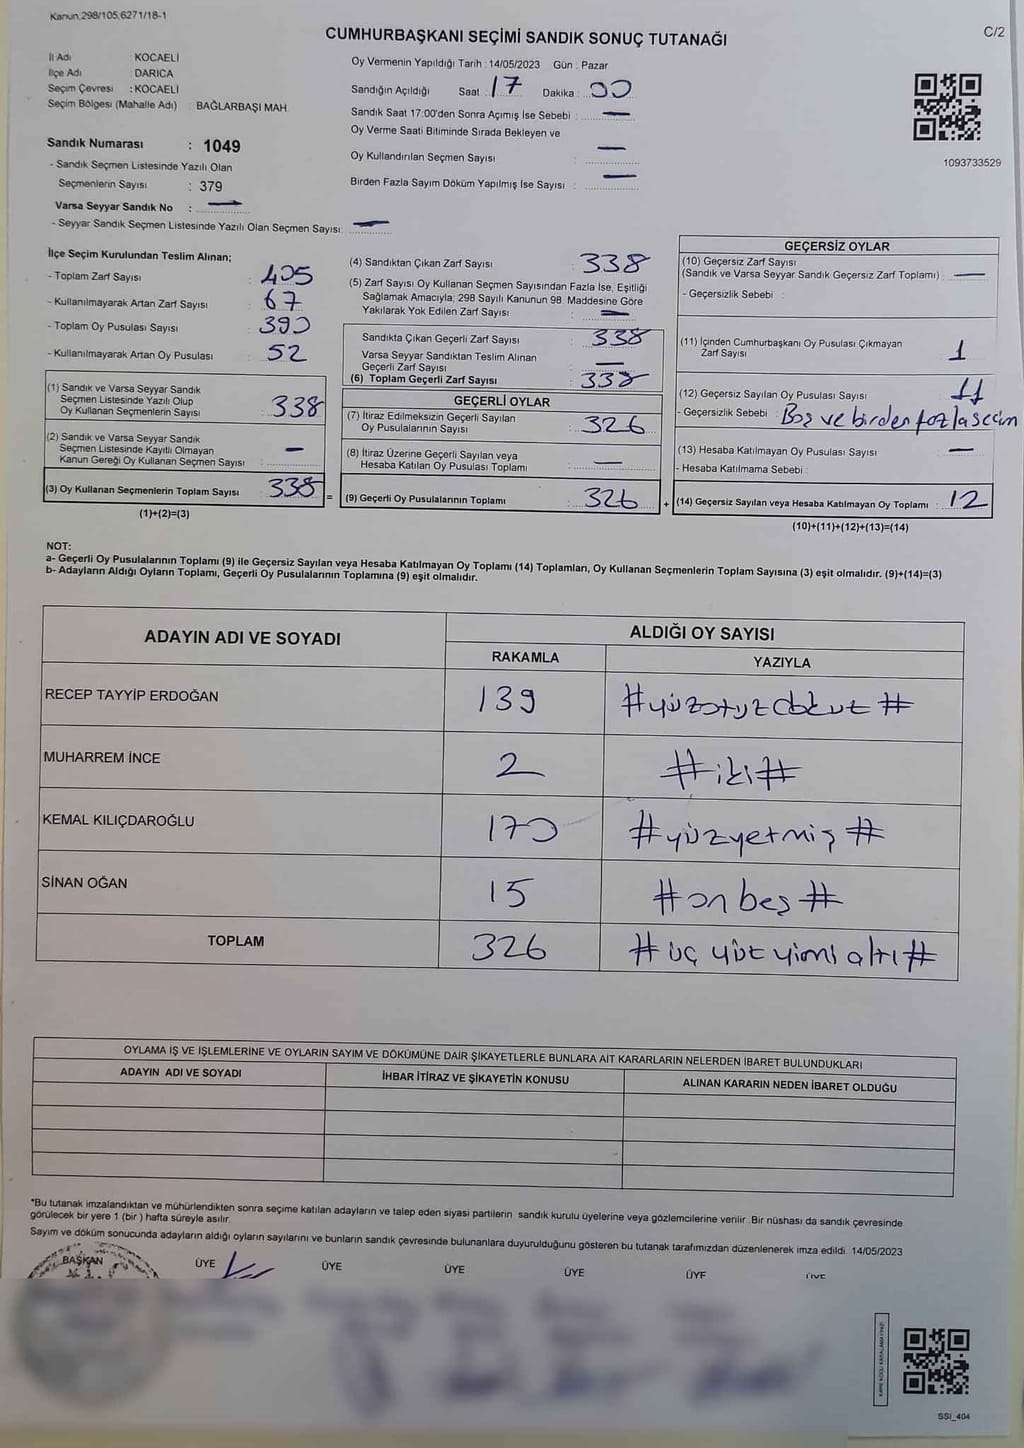 Kanun,298/105,6271/18-1
CUMHURBAŞKANI SEÇİMİ SANDIK SONUÇ TUTANAĞI
C/2
İl Adı : KOCAELİ
İlçe Adı : DARICA
Seçim Çevresi : KOCAELİ
Seçim Bölgesi (Mahalle Adı) : BAĞLARBAŞI MAH.
Sandık Numarası : 1049
- Sandık Seçmen Listesinde Yazılı Olan
Seçmenlerin Sayısı : 379
Varsa Seyyar Sandık No : —
- Seyyar Sandık Seçmen Listesinde Yazılı Olan Seçmen Sayısı: —
Oy Vermenin Yapıldığı Tarih : 14/05/2023 Gün : Pazar
Sandığın Açıldığı Saat : 17 Dakika : 00
Sandık Saat 17:00'den Sonra Açımış İse Sebebi : —
Oy Verme Saati Bitiminde Sırada Bekleyen ve
Oy Kullandırılan Seçmen Sayısı : —
Birden Fazla Sayım Döküm Yapılmış İse Sayısı : —
1093733529
İlçe Seçim Kurulundan Teslim Alınan;
- Toplam Zarf Sayısı : 405
- Kullanılmayarak Artan Zarf Sayısı : 67
- Toplam Oy Pusulası Sayısı : 390
- Kullanılmayarak Artan Oy Pusulası : 52
(1) Sandık ve Varsa Seyyar Sandık
Seçmen Listesinde Yazılı Olup
Oy Kullanan Seçmenlerin Sayısı : 338
(2) Sandık ve Varsa Seyyar Sandık
Seçmen Listesinde Kayıtlı Olmayan
Kanun Gereği Oy Kullanan Seçmen Sayısı : —
(3) Oy Kullanan Seçmenlerin Toplam Sayısı : 338
(1)+(2)=(3)
=
(4) Sandıktan Çıkan Zarf Sayısı : 338
(5) Zarf Sayısı Oy Kullanan Seçmen Sayısından Fazla İse, Eşitliği
Sağlamak Amacıyla, 298 Sayılı Kanunun 98. Maddesine Göre
Yakılarak Yok Edilen Zarf Sayısı : —
Sandıkta Çıkan Geçerli Zarf Sayısı : 338
Varsa Seyyar Sandıktan Teslim Alınan
Geçerli Zarf Sayısı : —
(6) Toplam Geçerli Zarf Sayısı : 338
GEÇERLİ OYLAR
(7) İtiraz Edilmeksizin Geçerli Sayılan
Oy Pusulalarının Sayısı : 326
(8) İtiraz Üzerine Geçerli Sayılan veya
Hesaba Katılan Oy Pusulası Toplamı : —
(9) Geçerli Oy Pusulalarının Toplamı : 326
+
GEÇERSİZ OYLAR
(10) Geçersiz Zarf Sayısı
(Sandık ve Varsa Seyyar Sandık Geçersiz Zarf Toplamı) : —
- Geçersizlik Sebebi :
(11) İçinden Cumhurbaşkanı Oy Pusulası Çıkmayan
Zarf Sayısı : 1
(12) Geçersiz Sayılan Oy Pusulası Sayısı : 11
- Geçersizlik Sebebi : Boş ve birden fazla seçim
(13) Hesaba Katılmayan Oy Pusulası Sayısı : —
- Hesaba Katılmama Sebebi :
(14) Geçersiz Sayılan veya Hesaba Katılmayan Oy Toplamı : 12
(10)+(11)+(12)+(13)=(14)
NOT:
a- Geçerli Oy Pusulalarının Toplamı (9) ile Geçersiz Sayılan veya Hesaba Katılmayan Oy Toplamı (14) Toplamları, Oy Kullanan Seçmenlerin Toplam Sayısına (3) eşit olmalıdır. (9)+(14)=(3)
b- Adayların Aldığı Oyların Toplamı, Geçerli Oy Pusulalarının Toplamına (9) eşit olmalıdır.
ADAYIN ADI VE SOYADI
ALDIĞI OY SAYISI
RAKAMLA YAZIYLA
RECEP TAYYİP ERDOĞAN 139 #yüzotuzdokuz#
MUHARREM İNCE 2 #iki#
KEMAL KILIÇDAROĞLU 170 #yüzyetmiş#
SİNAN OĞAN 15 #on beş#
TOPLAM 326 #üç yüz yirmi altı#
OYLAMA İŞ VE İŞLEMLERİNE VE OYLARIN SAYIM VE DÖKÜMÜNE DAİR ŞİKAYETLERLE BUNLARA AİT KARARLARIN NELERDEN İBARET BULUNDUKLARI
ADAYIN ADI VE SOYADI İHBAR İTİRAZ VE ŞİKAYETİN KONUSU ALINAN KARARIN NEDEN İBARET OLDUĞU
*Bu tutanak imzalandıktan ve mühürlendikten sonra seçime katılan adayların ve talep eden siyasi partilerin sandık kurulu üyelerine veya gözlemcilerine verilir .Bir nüshası da sandık çevresinde
görülecek bir yere 1 (bir ) hafta süreyle asılır.
Sayım ve döküm sonucunda adayların aldığı oyların sayılarını ve bunların sandık çevresinde bulunanlara duyurulduğunu gösteren bu tutanak tarafımızdan düzenlenerek imza edildi. 14/05/2023
BAŞKAN ÜYE ÜYE ÜYE ÜYE ÜYE ÜYE
SSI_404